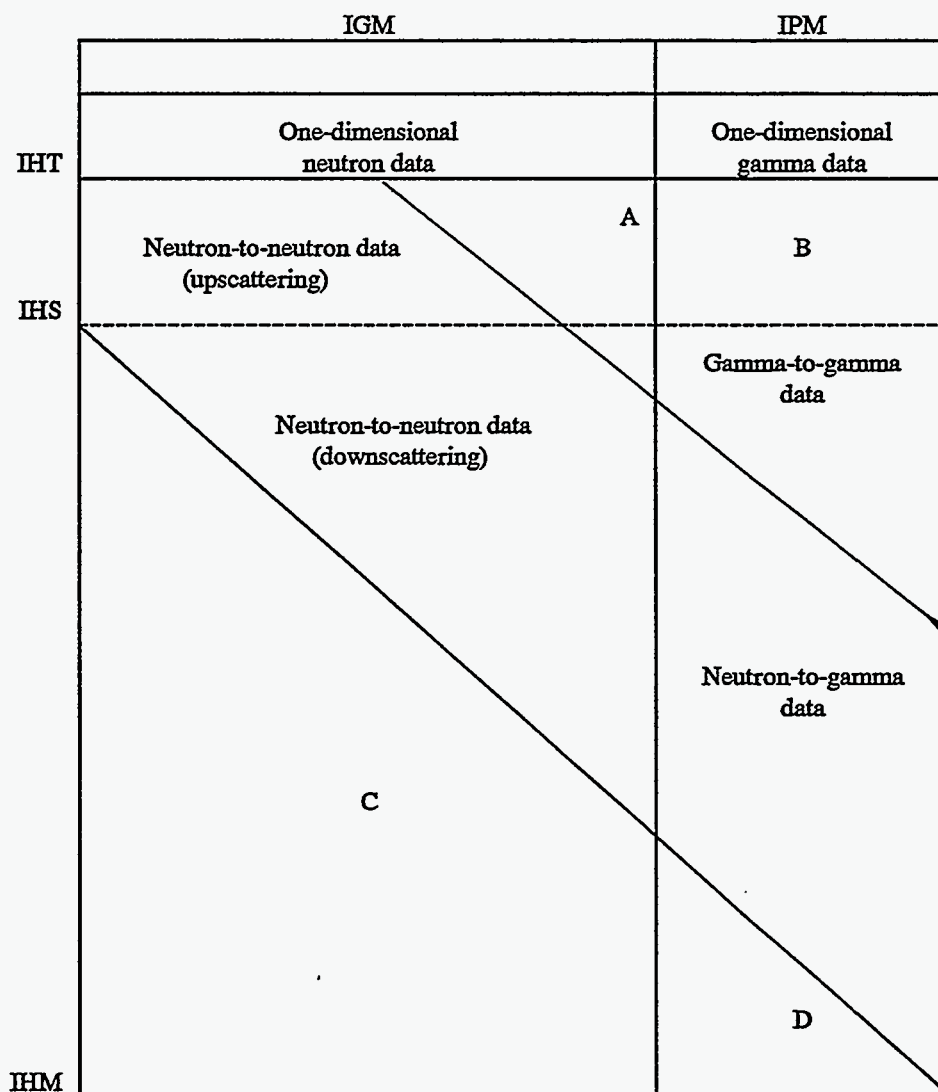 IGM
IPM
One-dimensional
neutron data
One-dimensional
gamma data
IHT
A
B
Neutron-to-neutron data
(upscattering)
IHS
Gamma-to-gamma
data
Neutron-to-neutron data
(downscattering)
Neutron-to-gamma
data
C
D
IHM